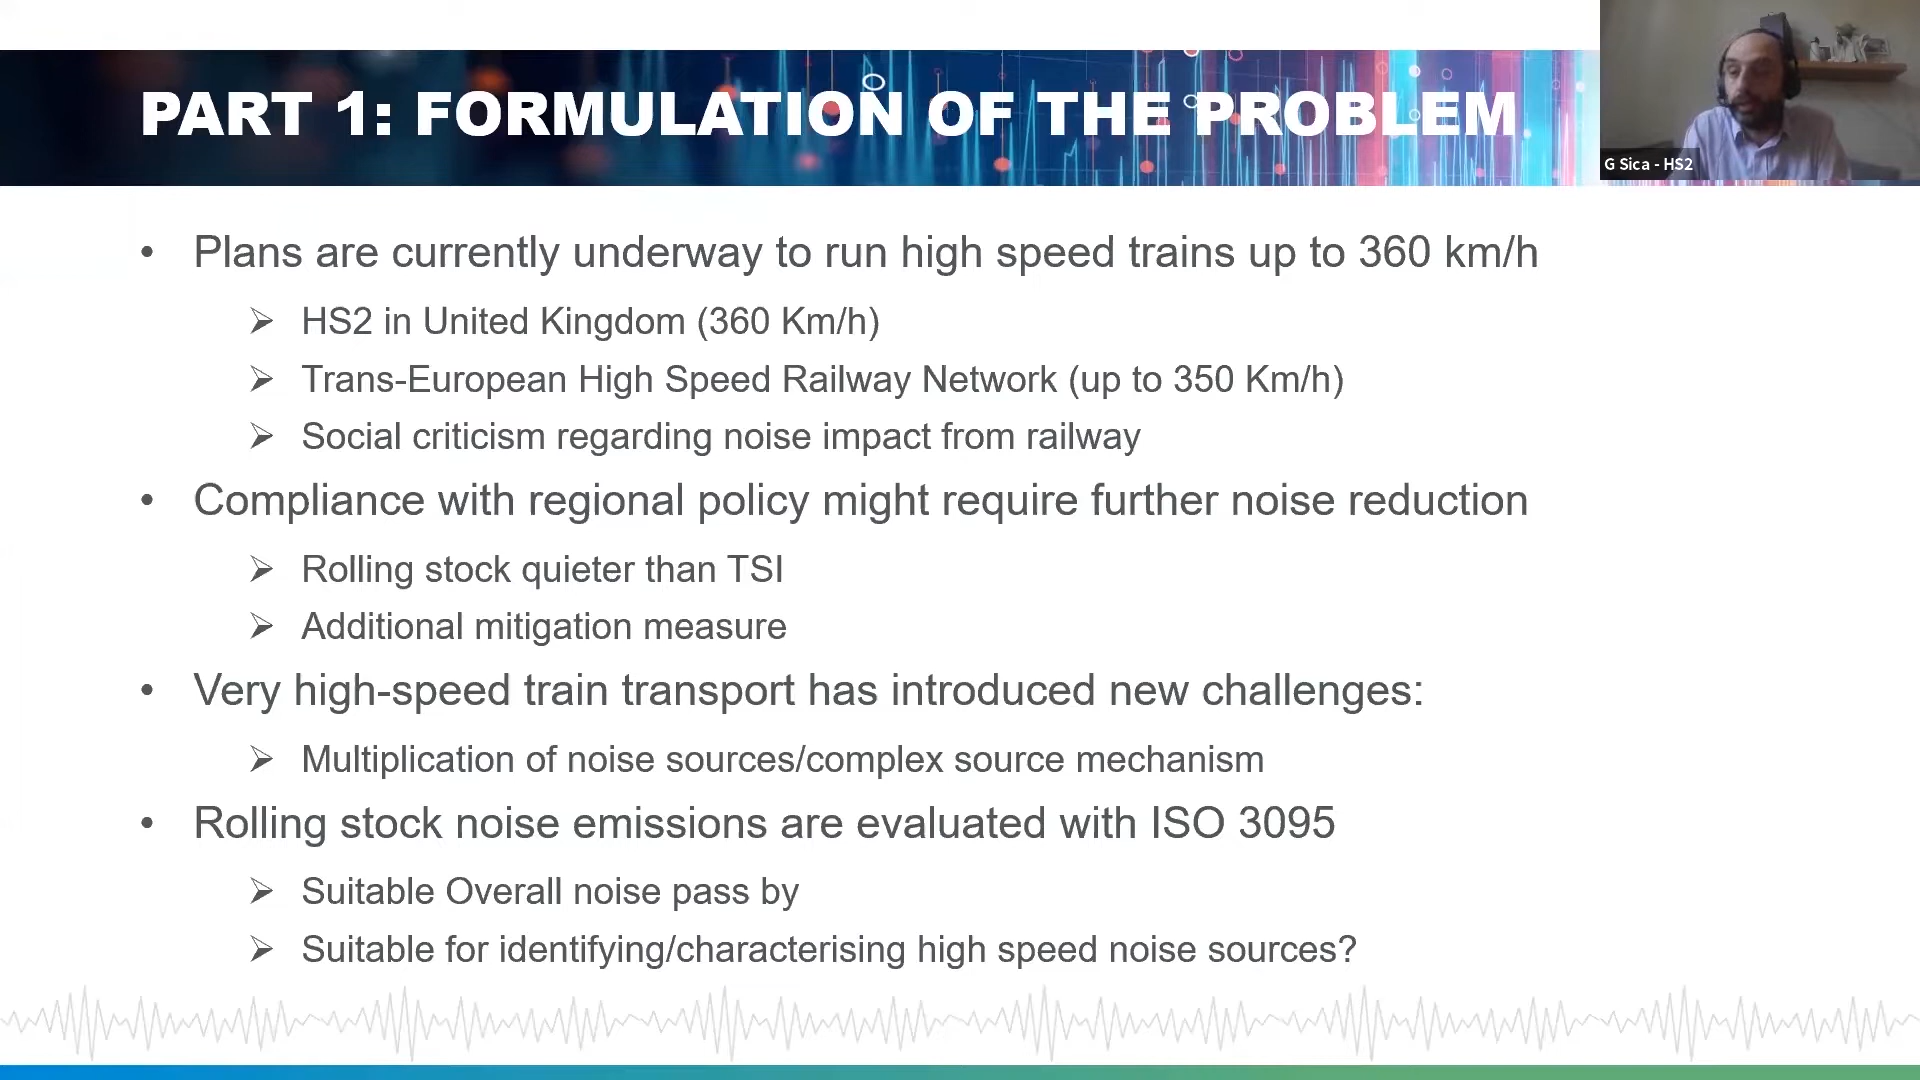 PART 1: FORMULATION OF THE PROBLEM
G Sica - HS2
• Plans are currently underway to run high speed trains up to 360 km/h
➢ HS2 in United Kingdom (360 Km/h)
➢ Trans-European High Speed Railway Network (up to 350 Km/h)
➢ Social criticism regarding noise impact from railway
• Compliance with regional policy might require further noise reduction
➢ Rolling stock quieter than TSI
➢ Additional mitigation measure
• Very high-speed train transport has introduced new challenges:
➢ Multiplication of noise sources/complex source mechanism
• Rolling stock noise emissions are evaluated with ISO 3095
➢ Suitable Overall noise pass by
➢ Suitable for identifying/characterising high speed noise sources?